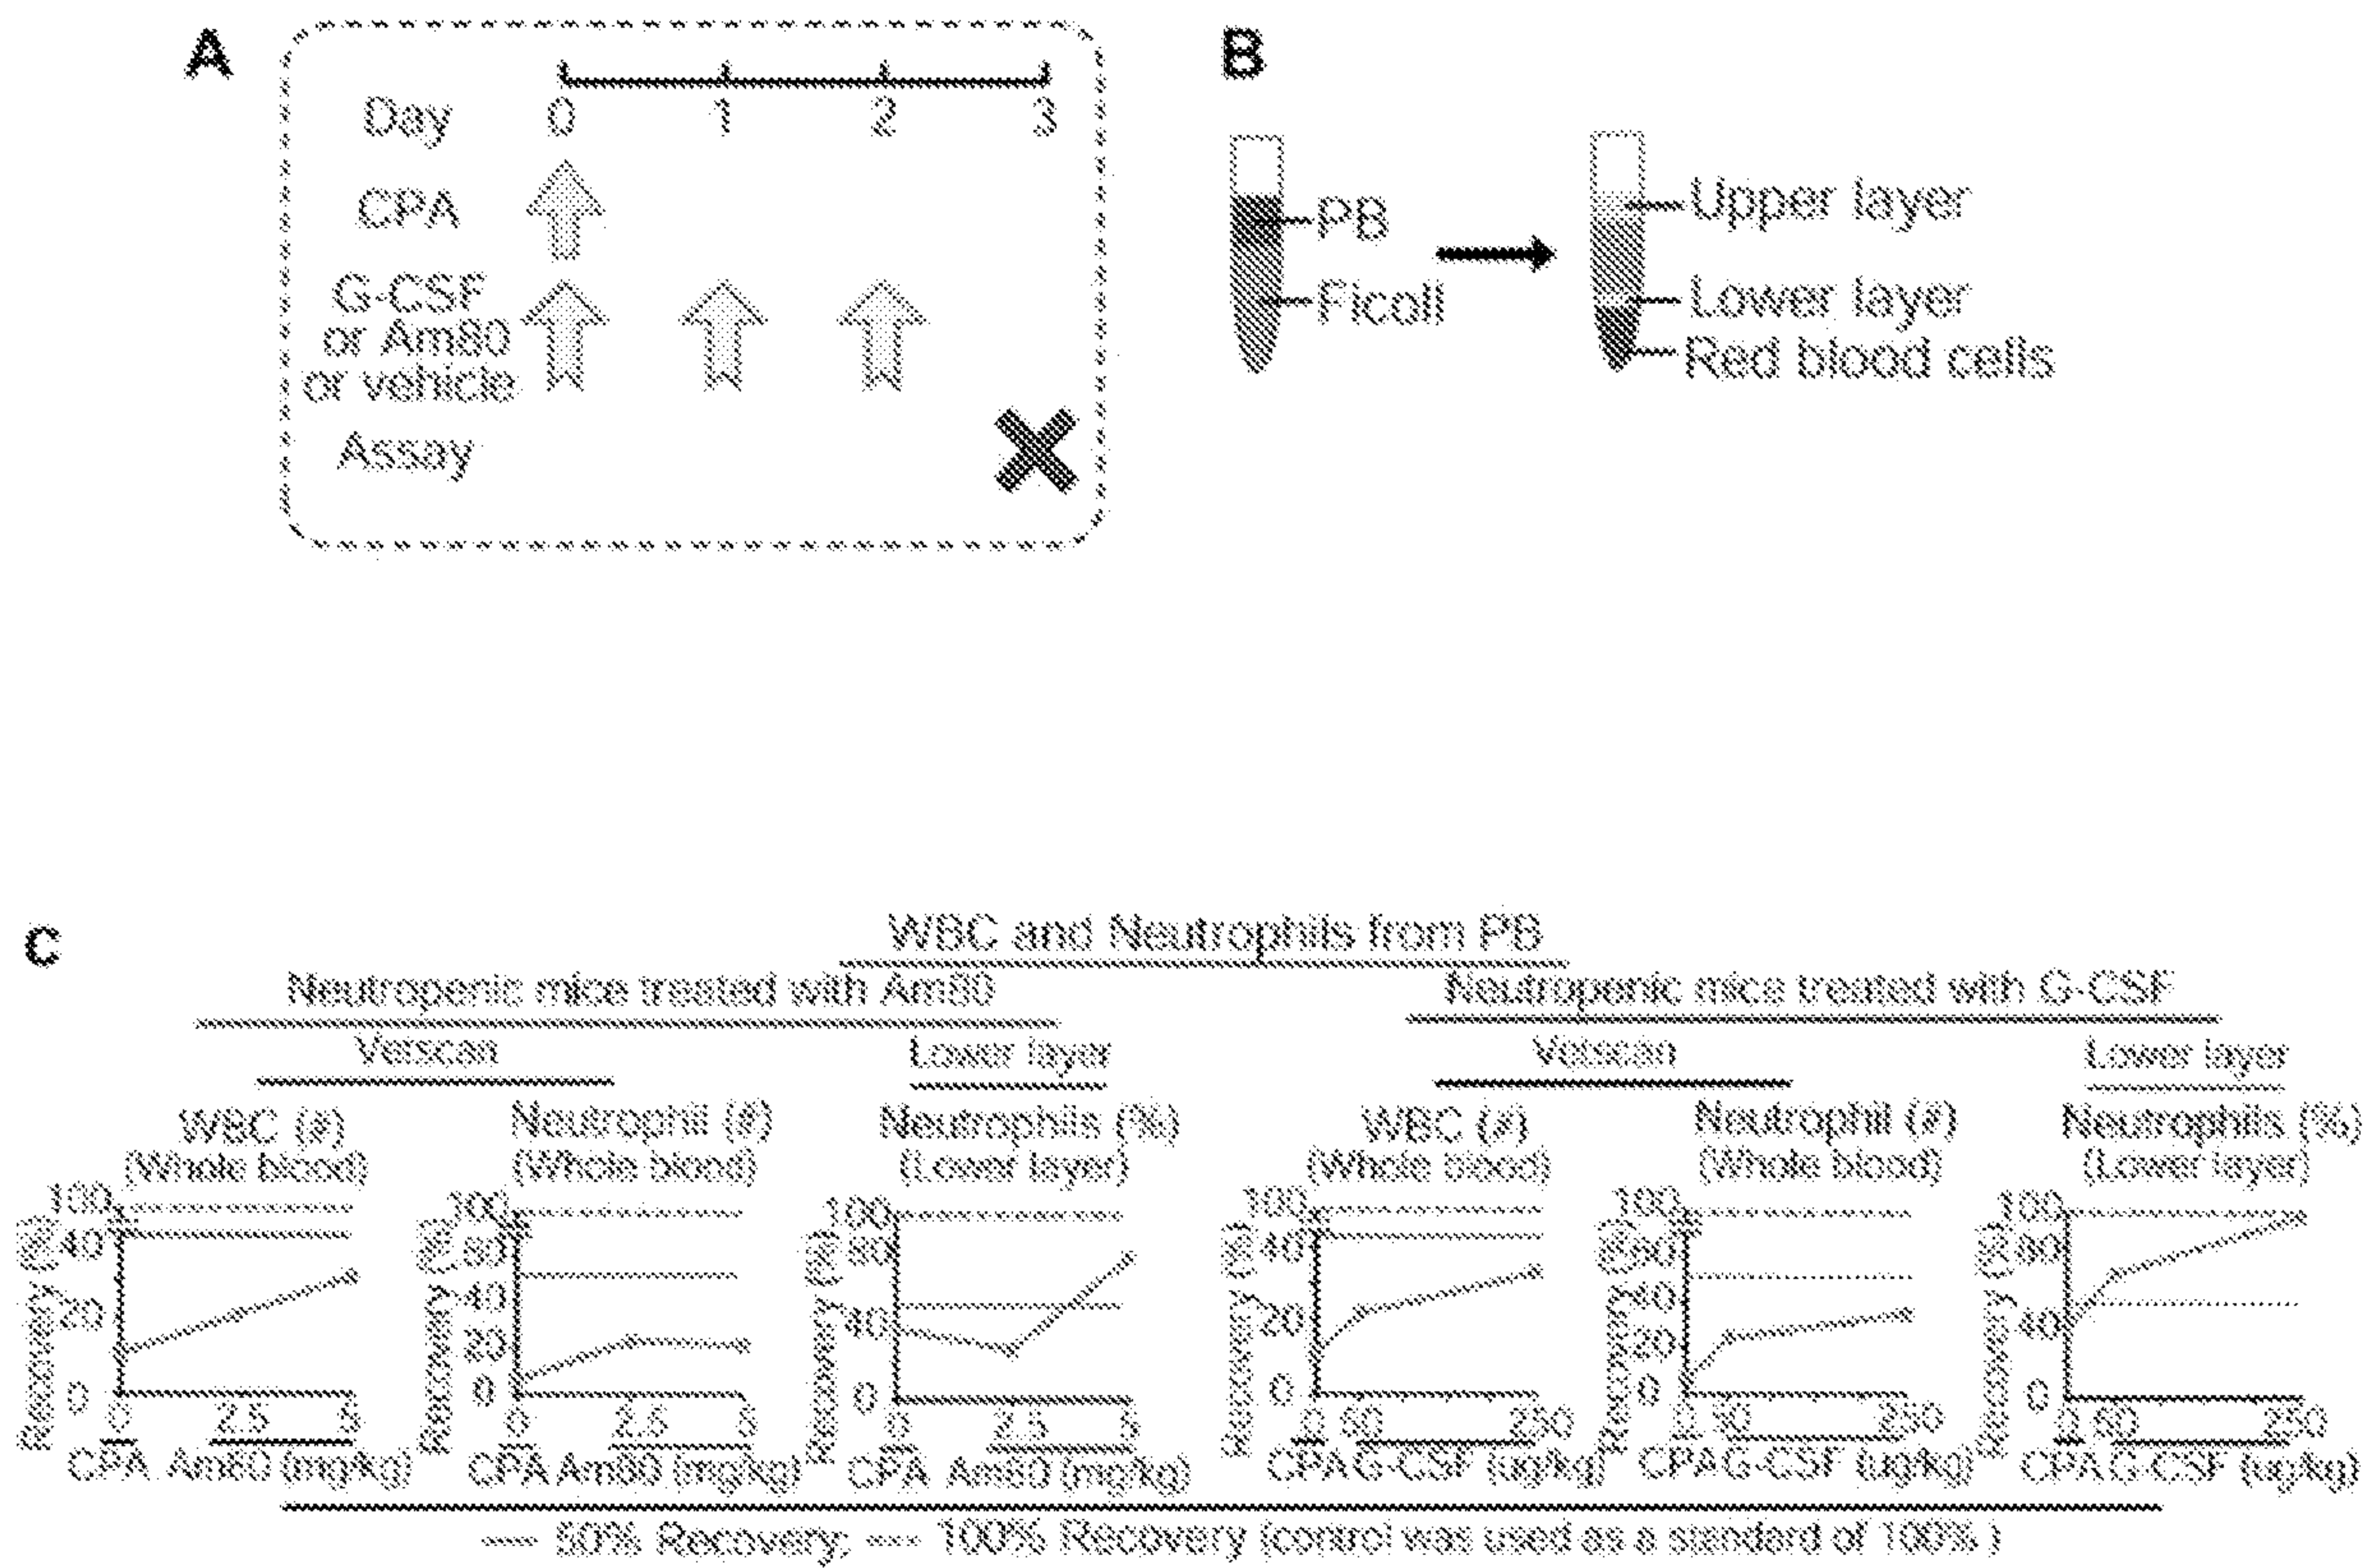 A
Day 0 1 2 3
CPA
G-CSF
or Am80
or vehicle
Assay
B
PB
Ficoll
Upper layer
Lower layer
Red blood cells
C
WBC and Neutrophils from PB
Neutropenic mice treated with Am80
Neutropenic mice treated with G-CSF
Vetscan
Lower layer
Vetscan
Lower layer
WBC (#)
(Whole blood)
Recovery (%)
100
40
20
0
0 2.5 5
CPA Am80 (mg/kg)
Neutrophil (#)
(Whole blood)
Recovery (%)
100
80
40
20
0
0 2.5 5
CPA Am80 (mg/kg)
Neutrophils (%)
(Lower layer)
Recovery (%)
100
80
40
0
0 2.5 5
CPA Am80 (mg/kg)
WBC (#)
(Whole blood)
Recovery (%)
100
40
20
0
0 250
CPA G-CSF (ug/kg)
Neutrophil (#)
(Whole blood)
Recovery (%)
100
40
20
0
0 250
CPA G-CSF (ug/kg)
Neutrophils (%)
(Lower layer)
Recovery (%)
100
80
40
0
0 250
CPA G-CSF (ug/kg)
50% Recovery; 100% Recovery (control was used as a standard of 100% )